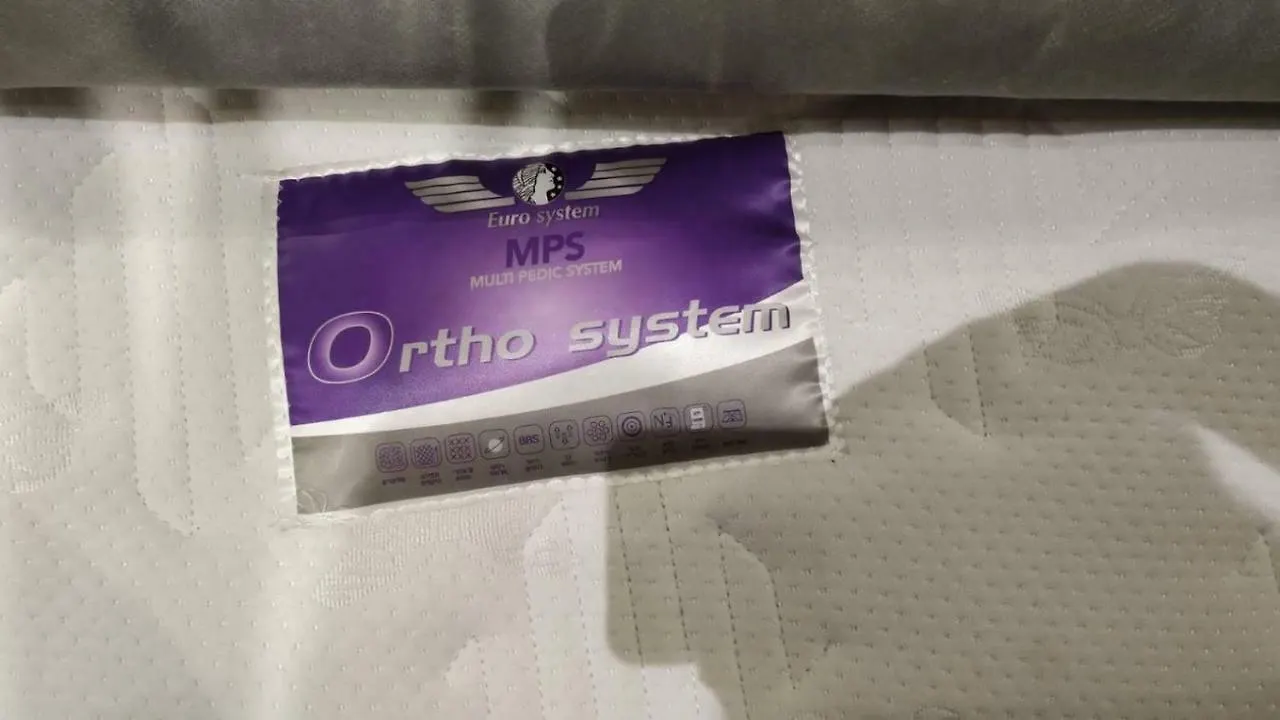 Euro system
MPS
MULTI PEDIC SYSTEM
Ortho system
BBS